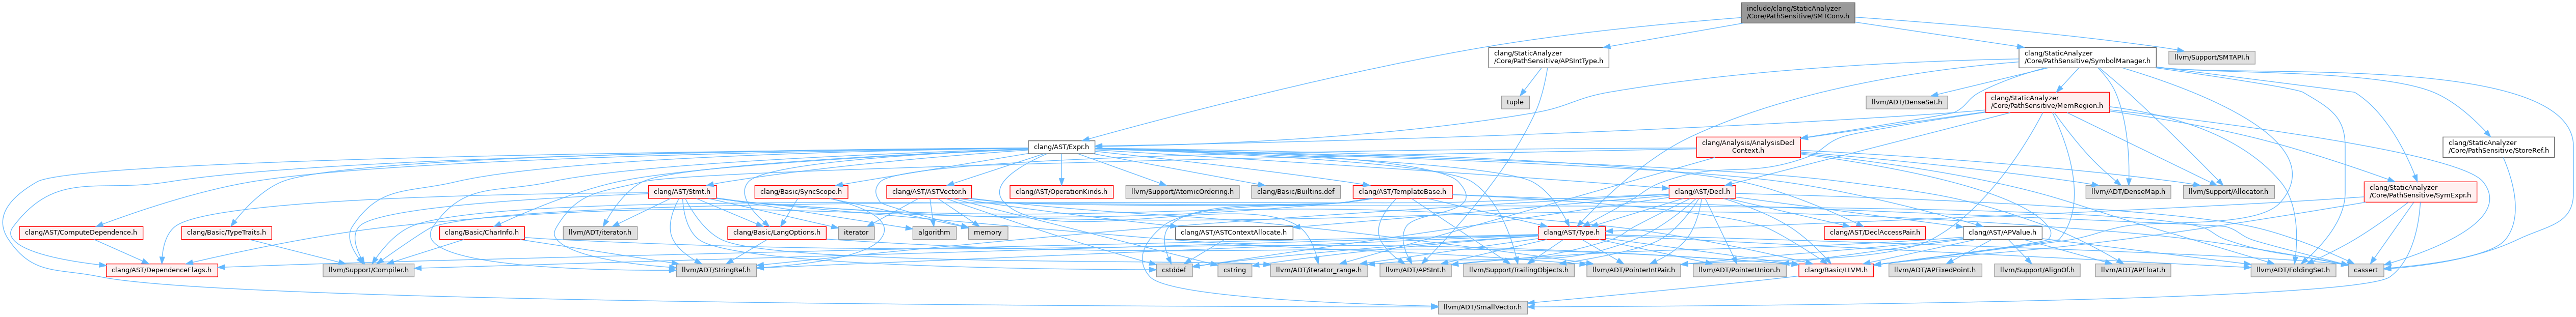 include/clang/StaticAnalyzer
/Core/PathSensitive/SMTConv.h
clang/StaticAnalyzer
/Core/PathSensitive/APSIntType.h
clang/StaticAnalyzer
/Core/PathSensitive/SymbolManager.h
llvm/Support/SMTAPI.h
tuple
llvm/ADT/DenseSet.h
clang/StaticAnalyzer
/Core/PathSensitive/MemRegion.h
clang/AST/Expr.h
clang/Analysis/AnalysisDecl
Context.h
clang/StaticAnalyzer
/Core/PathSensitive/StoreRef.h
clang/AST/Stmt.h
clang/Basic/SyncScope.h
clang/AST/ASTVector.h
clang/AST/OperationKinds.h
llvm/Support/AtomicOrdering.h
clang/Basic/Builtins.def
clang/AST/TemplateBase.h
clang/AST/Decl.h
llvm/ADT/DenseMap.h
llvm/Support/Allocator.h
clang/StaticAnalyzer
/Core/PathSensitive/SymExpr.h
clang/AST/ComputeDependence.h
clang/Basic/TypeTraits.h
clang/Basic/CharInfo.h
llvm/ADT/iterator.h
clang/Basic/LangOptions.h
iterator
algorithm
memory
clang/AST/ASTContextAllocate.h
clang/AST/Type.h
clang/AST/DeclAccessPair.h
clang/AST/APValue.h
clang/AST/DependenceFlags.h
llvm/Support/Compiler.h
llvm/ADT/StringRef.h
cstddef
cstring
llvm/ADT/iterator_range.h
llvm/ADT/APSInt.h
llvm/Support/TrailingObjects.h
llvm/ADT/PointerIntPair.h
llvm/ADT/PointerUnion.h
clang/Basic/LLVM.h
llvm/ADT/APFixedPoint.h
llvm/Support/AlignOf.h
llvm/ADT/APFloat.h
llvm/ADT/FoldingSet.h
cassert
llvm/ADT/SmallVector.h